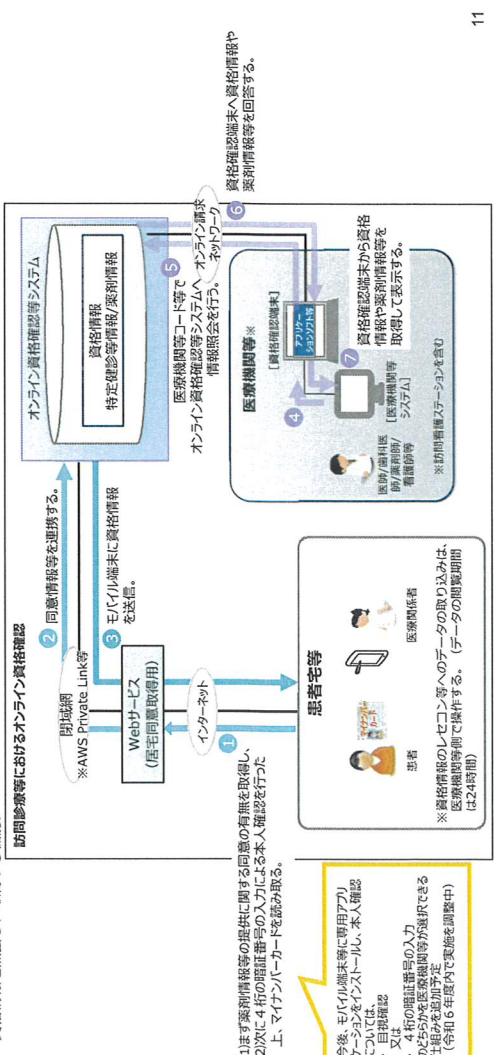 訪問診療等におけるオンライン資格確認
オンライン資格確認等システム
資格情報
特定健診等情報/薬剤情報
閉域網
※AWS Private Link等
2 同意情報等を連携する。
3 モバイル端末に資格情報
を送信。
Webサービス
(居宅同意取得用)
インターネット
1
1)まず薬剤情報等の提供に関する同意の有無を取得し、
2)次に4桁の暗証番号の入力による本人確認を行った
上、マイナンバーカードを読み取る。
5 医療機関等コード等で
オンライン資格確認等システムへ
情報照会を行う。
オンライン請求
ネットワーク
6
資格確認端末へ資格情報や
薬剤情報等を回答する。
医療機関等※
[資格確認端末]
アプリケー
ションソフト等
4
7
資格確認端末から資格
情報や薬剤情報等を
取得して表示する。
[医療機関等
システム]
医師/歯科医
師/薬剤師/
看護師等
※訪問看護ステーションを含む
患者宅等
マイナンバー
カード
患者
医療関係者
※資格情報のレセコン等へのデータの取り込みは、
医療機関等側で操作する。（データの閲覧期間
は24時間）
今後、モバイル端末等に専用アプリ
ケーションをインストールし、本人確認
については、
目視確認
又は
4桁の暗証番号の入力
のどちらかを医療機関等が選択できる
仕組みを追加予定
（令和6年度内で実施を調整中）
11